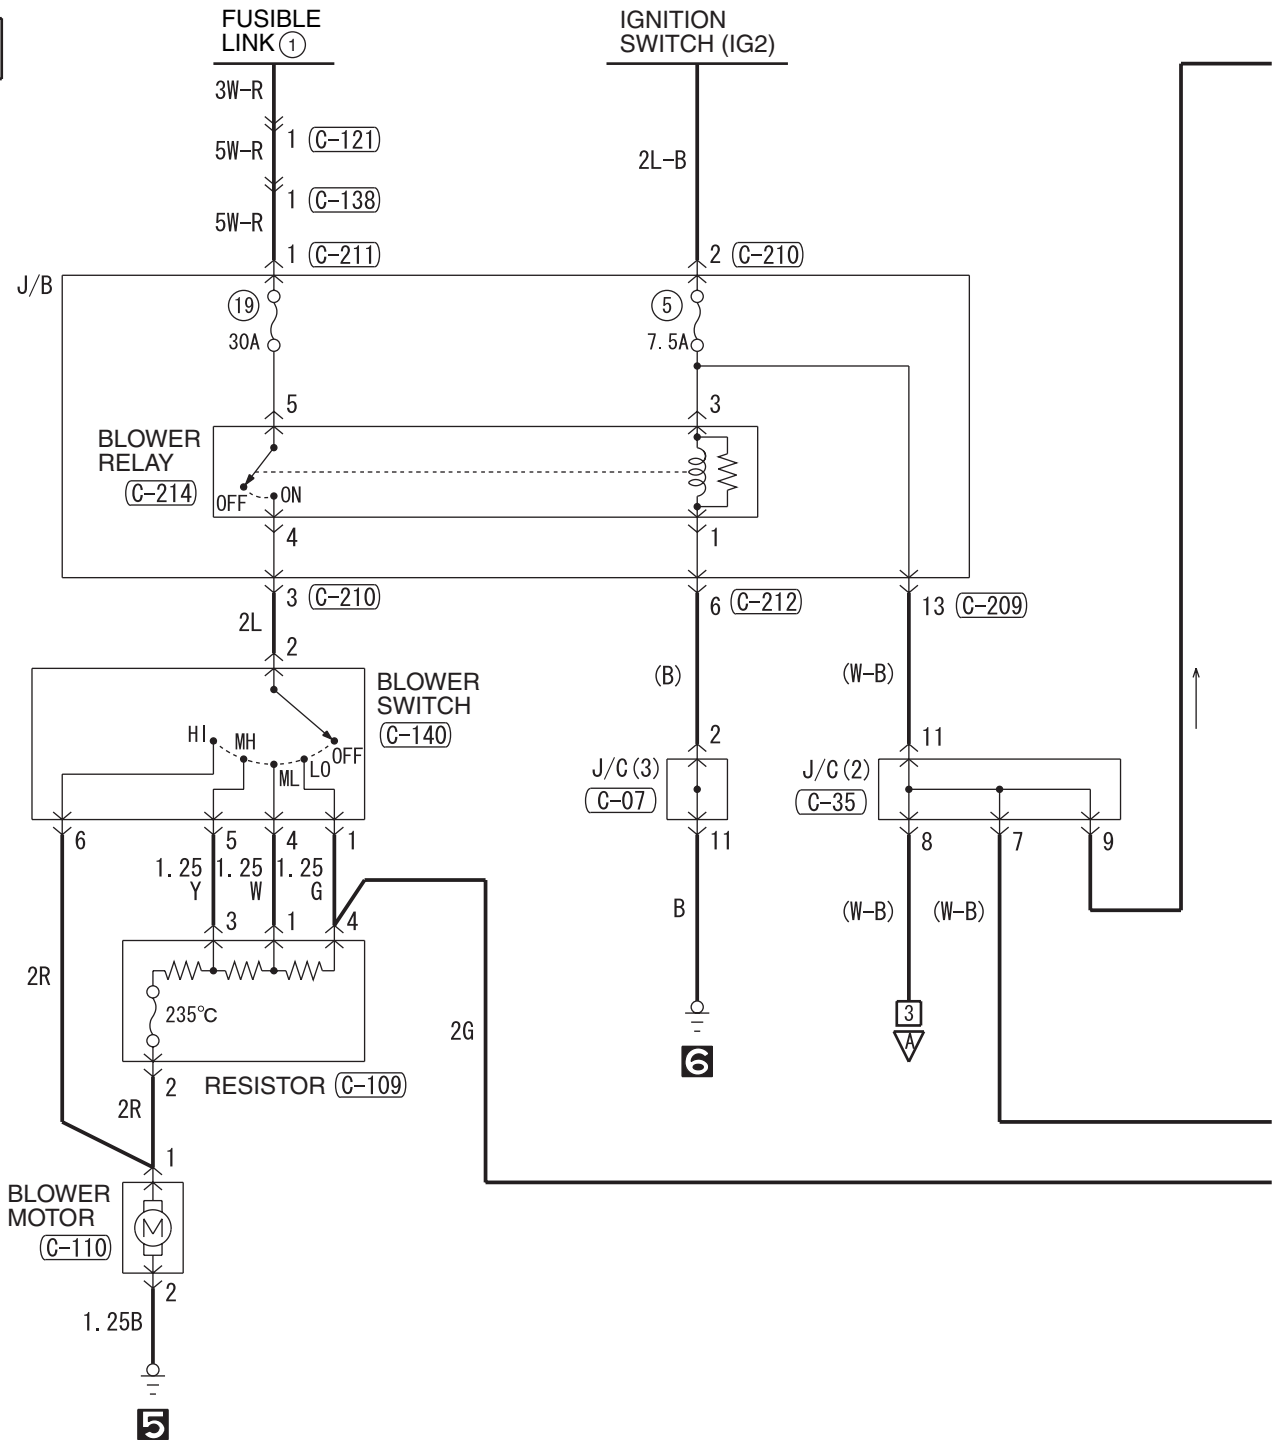 FUSIBLE
LINK ①
IGNITION
SWITCH (IG2)
3W-R
1 C-121
5W-R
2L-B
1 C-138
5W-R
1 C-211
2 C-210
J/B
19
30A
5
7.5A
5
3
BLOWER
RELAY
C-214
OFF
ON
4
1
3 C-210
6 C-212
13 C-209
2L
2
(B)
(W-B)
BLOWER
SWITCH
C-140
HI
MH
ML
LO
OFF
2
11
J/C (3)
C-07
J/C (2)
C-35
6
5
4
1
11
8
7
9
1.25
Y
1.25
W
1.25
G
3
1
4
B
(W-B)
(W-B)
2R
235℃
2G
3
A
6
2
RESISTOR C-109
2R
1
BLOWER
MOTOR
C-110
M
2
1.25B
5